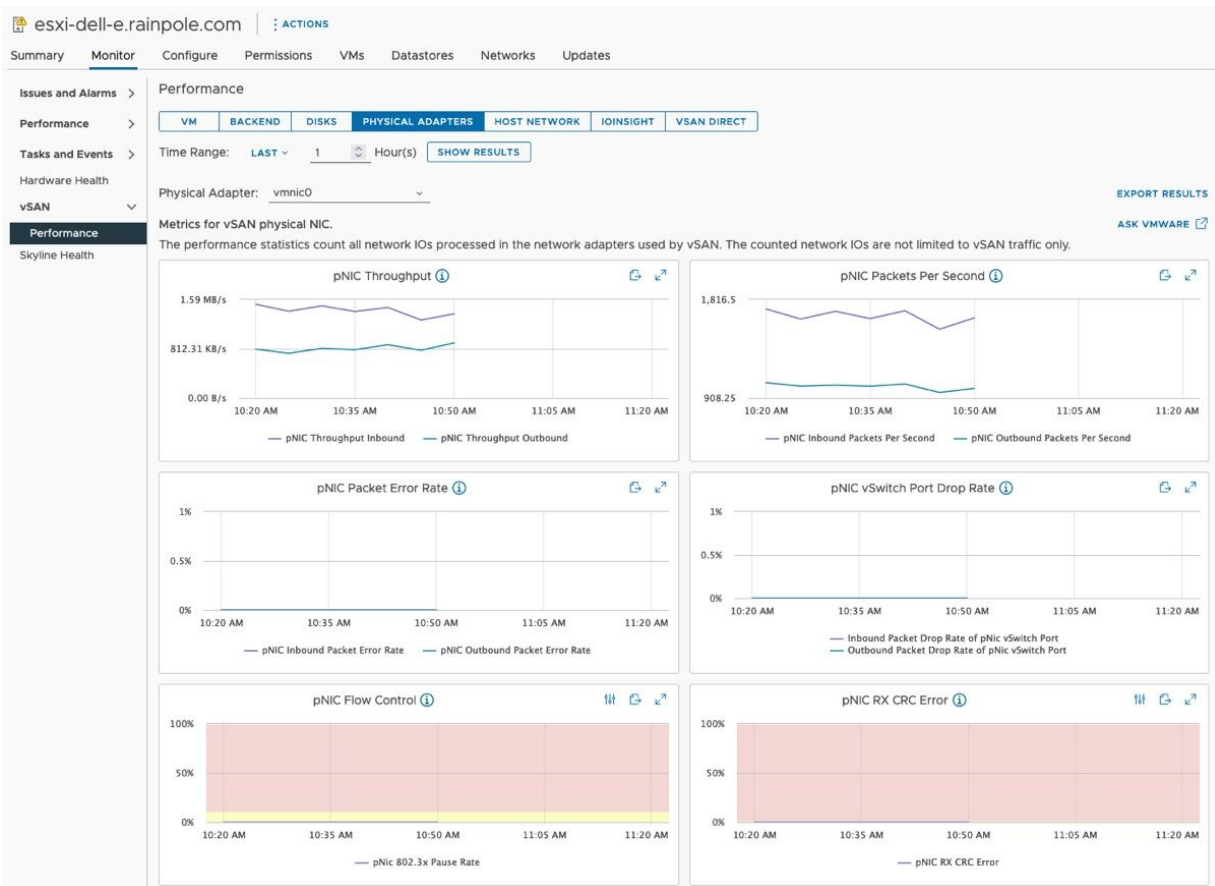 esxi-dell-e.rainpole.com ACTIONS
Summary Monitor Configure Permissions VMs Datastores Networks Updates
Issues and Alarms
Performance
Tasks and Events
Hardware Health
vSAN
Performance
Skyline Health
Performance
VM BACKEND DISKS PHYSICAL ADAPTERS HOST NETWORK IOINSIGHT VSAN DIRECT
Time Range: LAST 1 Hour(s) SHOW RESULTS
Physical Adapter: vmnic0 EXPORT RESULTS
Metrics for vSAN physical NIC. ASK VMWARE
The performance statistics count all network IOs processed in the network adapters used by vSAN. The counted network IOs are not limited to vSAN traffic only.
pNIC Throughput
1.59 MB/s
812.31 KB/s
0.00 B/s
10:20 AM 10:35 AM 10:50 AM 11:05 AM 11:20 AM
pNIC Throughput Inbound pNIC Throughput Outbound
pNIC Packets Per Second
1,816.5
908.25
10:20 AM 10:35 AM 10:50 AM 11:05 AM 11:20 AM
pNIC Inbound Packets Per Second pNIC Outbound Packets Per Second
pNIC Packet Error Rate
1%
0.5%
0%
10:20 AM 10:35 AM 10:50 AM 11:05 AM 11:20 AM
pNIC Inbound Packet Error Rate pNIC Outbound Packet Error Rate
pNIC vSwitch Port Drop Rate
1%
0.5%
0%
10:20 AM 10:35 AM 10:50 AM 11:05 AM 11:20 AM
Inbound Packet Drop Rate of pNic vSwitch Port
Outbound Packet Drop Rate of pNic vSwitch Port
pNIC Flow Control
100%
50%
0%
10:20 AM 10:35 AM 10:50 AM 11:05 AM 11:20 AM
pNic 802.3x Pause Rate
pNIC RX CRC Error
100%
50%
0%
10:20 AM 10:35 AM 10:50 AM 11:05 AM 11:20 AM
pNIC RX CRC Error